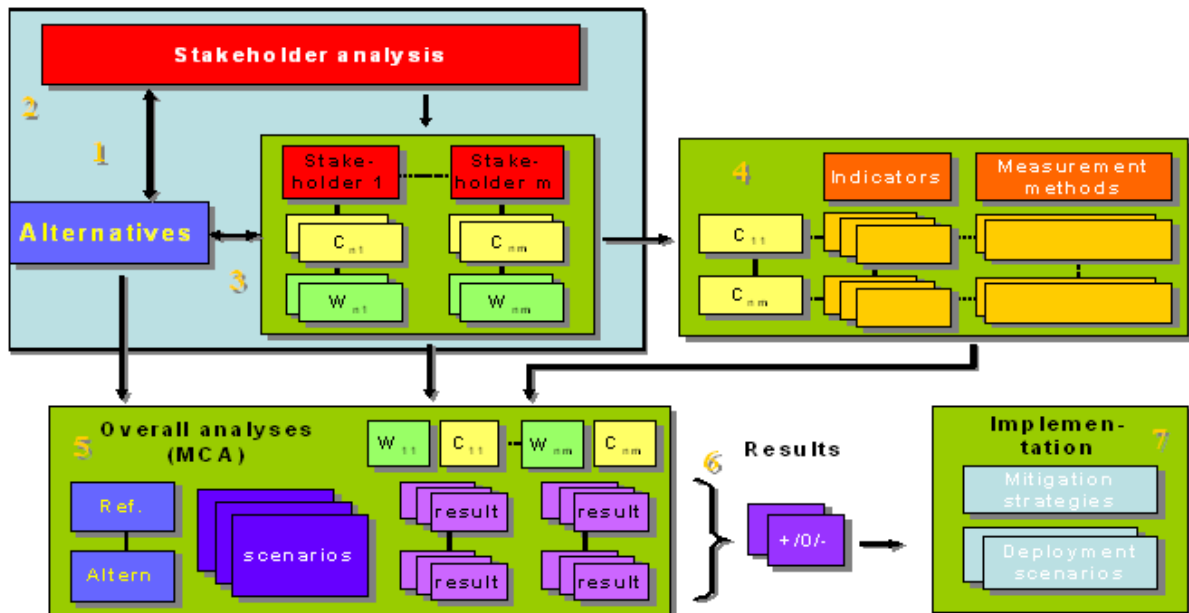 Stakeholder analysis
2
1
Stake-
holder 1
Stake-
holder m
4
Indicators
Measurement
methods
Alternatives
C n1
C nm
C 11
3
W n1
W nm
C nm
5
Overall analyses
(MCA)
W 11
C 11
W nm
C nm
6
Results
Implemen-
tation
7
Ref.
scenarios
result
result
+/0/-
Mitigation
strategies
Altern
result
result
Deployment
scenarios